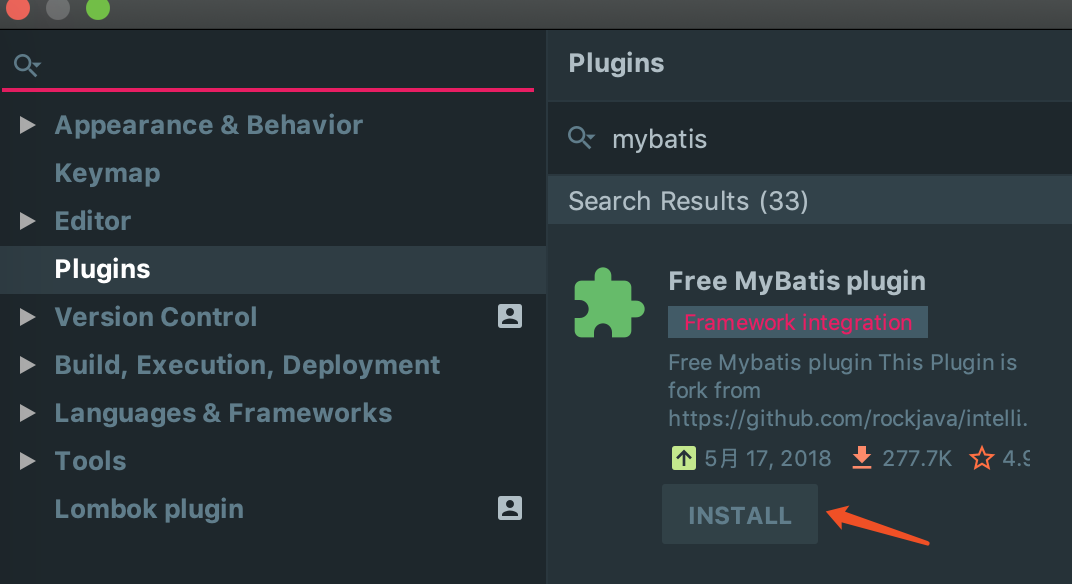 Appearance & Behavior
Keymap
Editor
Plugins
Version Control
Build, Execution, Deployment
Languages & Frameworks
Tools
Lombok plugin
Plugins
mybatis
Search Results (33)
Free MyBatis plugin
Framework integration
Free Mybatis plugin This Plugin is
fork from
https://github.com/rockjava/intelli.
5月 17, 2018 277.7K 4.9
INSTALL